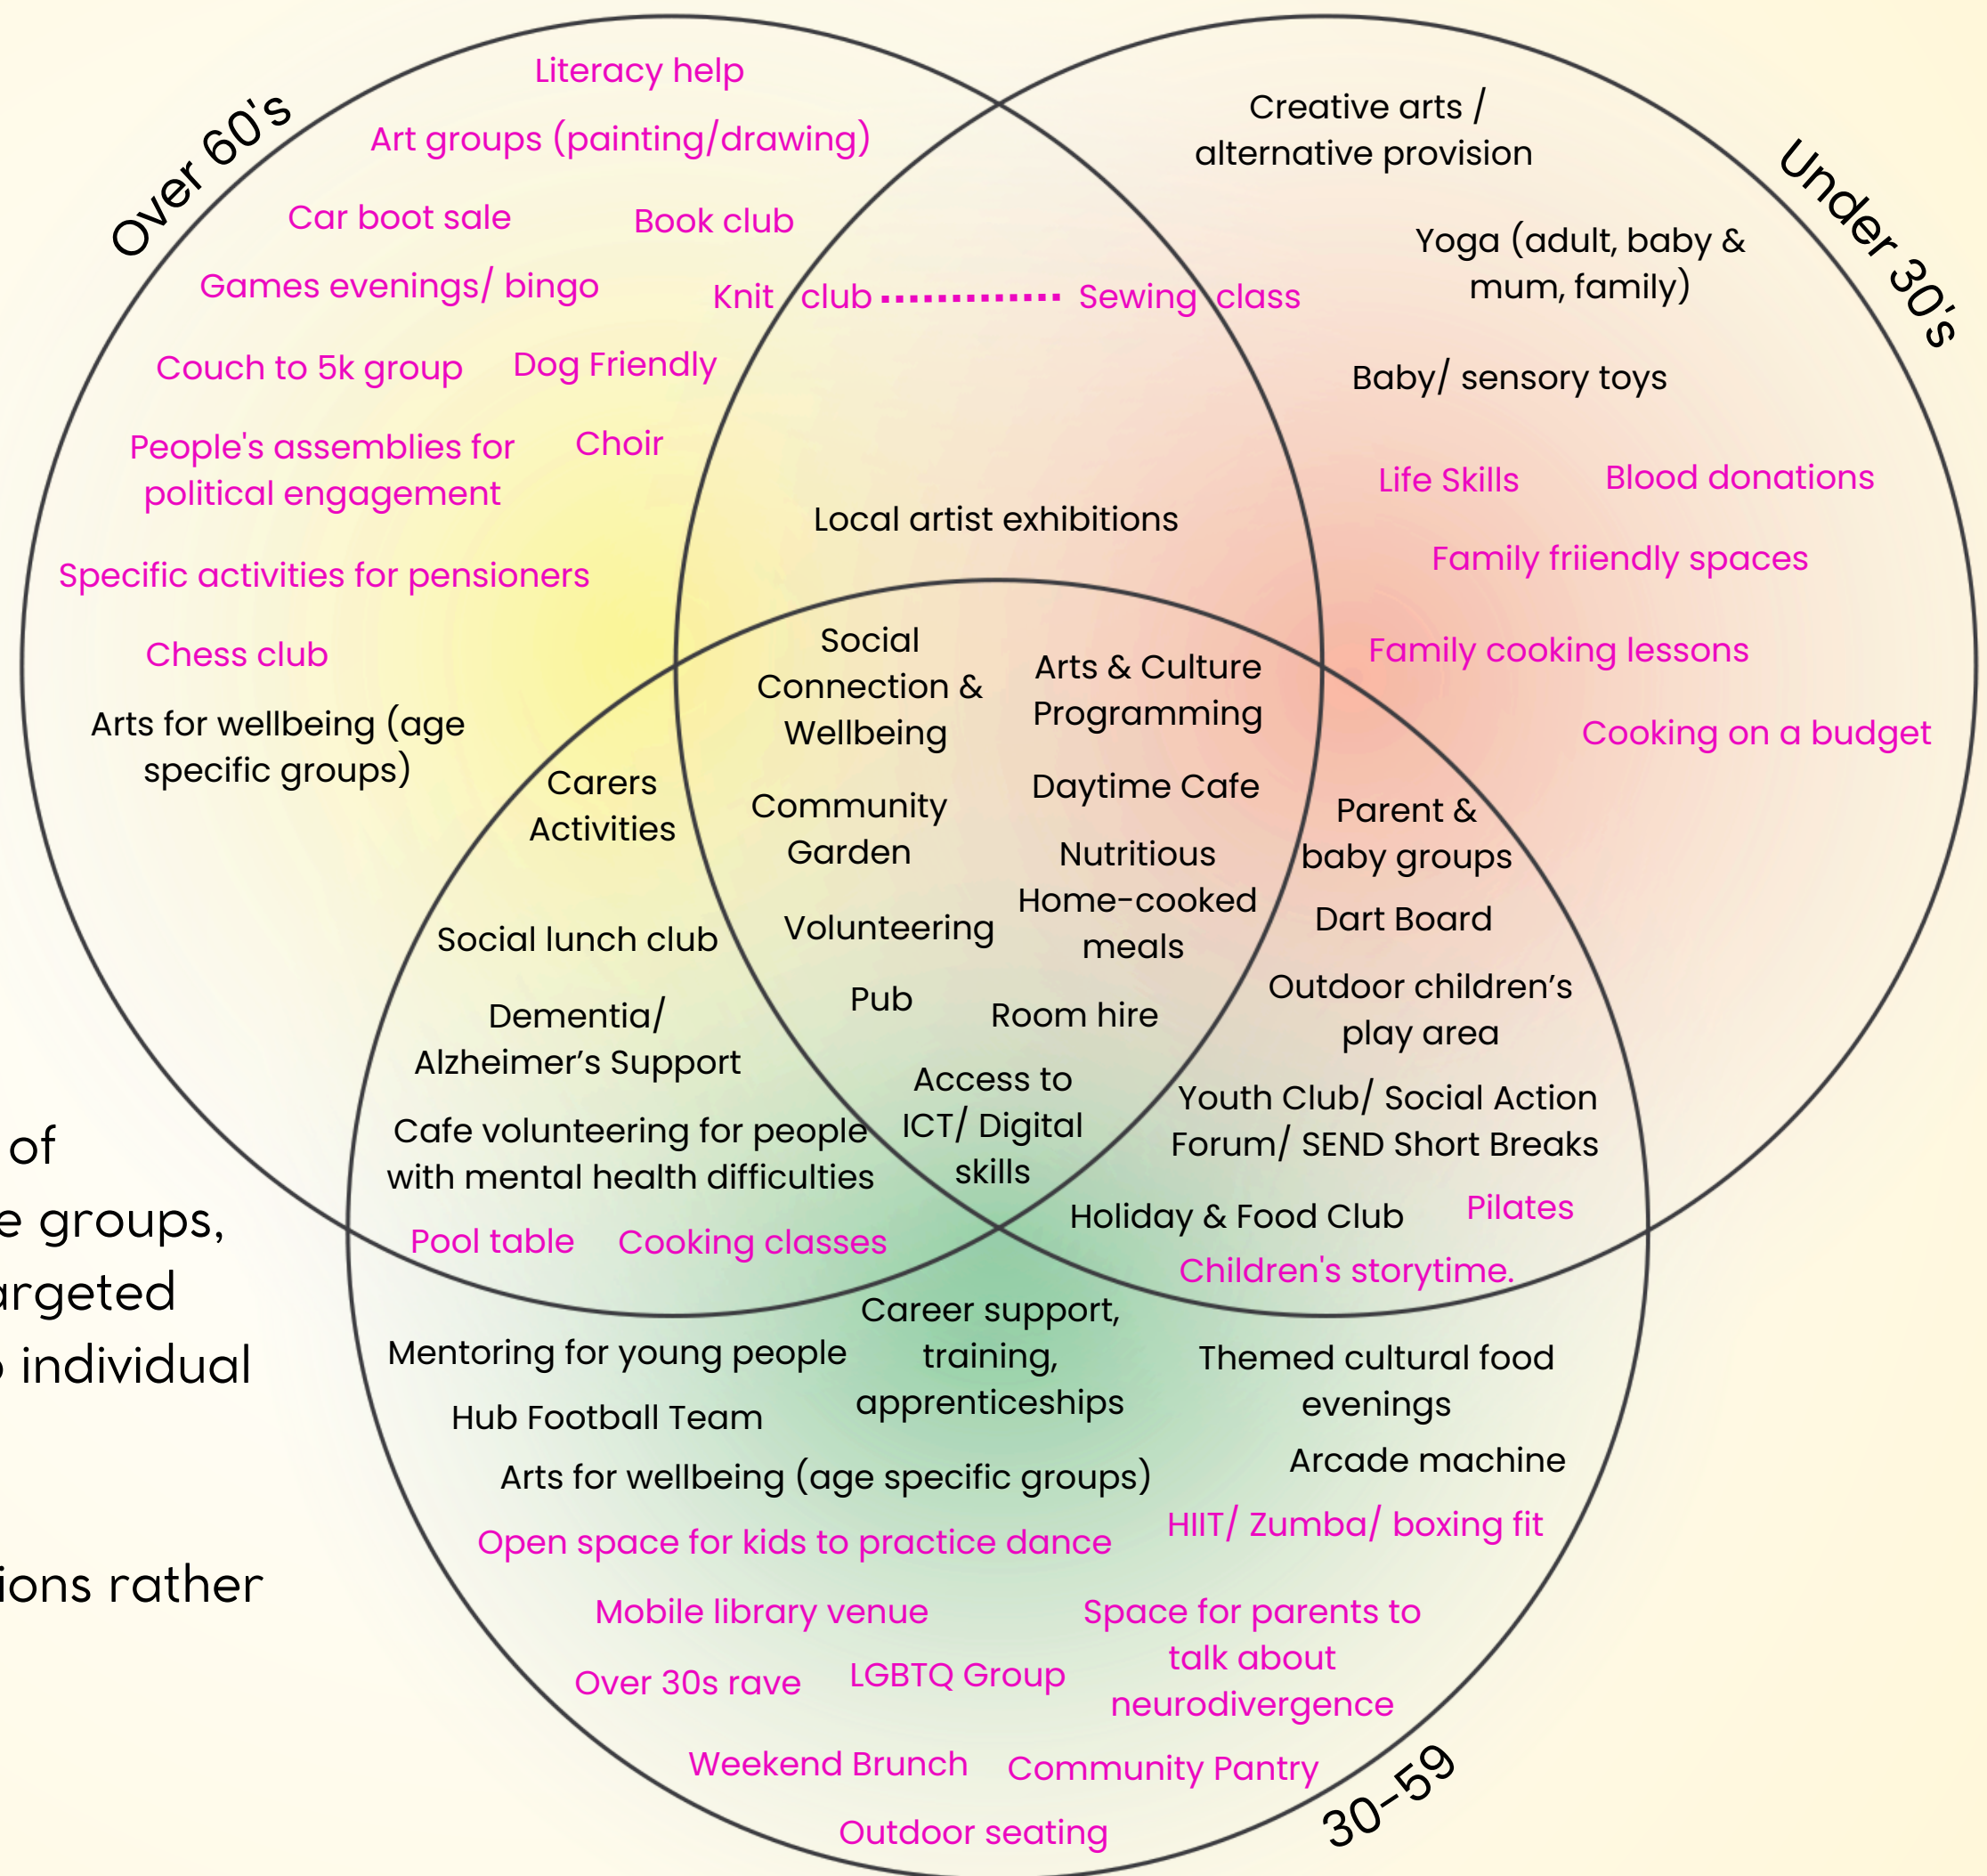 Over 60's
Literacy help
Art groups (painting/drawing)
Car boot sale
Book club
Games evenings/ bingo
Knit club
Sewing class
Couch to 5k group
Dog Friendly
People's assemblies for
political engagement
Choir
Specific activities for pensioners
Chess club
Arts for wellbeing (age
specific groups)
Under 30's
Creative arts /
alternative provision
Yoga (adult, baby &
mum, family)
Baby/ sensory toys
Life Skills
Blood donations
Family friiendly spaces
Family cooking lessons
Cooking on a budget
Local artist exhibitions
Social
Connection &
Wellbeing
Arts & Culture
Programming
Community
Garden
Daytime Cafe
Nutritious
Home-cooked
meals
Volunteering
Pub
Room hire
Access to
ICT/ Digital
skills
Carers
Activities
Social lunch club
Dementia/
Alzheimer’s Support
Cafe volunteering for people
with mental health difficulties
Pool table
Cooking classes
Parent &
baby groups
Dart Board
Outdoor children’s
play area
Youth Club/ Social Action
Forum/ SEND Short Breaks
Holiday & Food Club
Pilates
Children's storytime.
Career support,
training,
apprenticeships
Mentoring for young people
Themed cultural food
evenings
Hub Football Team
Arcade machine
Arts for wellbeing (age specific groups)
HIIT/ Zumba/ boxing fit
Open space for kids to practice dance
Mobile library venue
Space for parents to
talk about
neurodivergence
Over 30s rave
LGBTQ Group
Weekend Brunch
Community Pantry
Outdoor seating
30-59
of
groups,
individual
rather